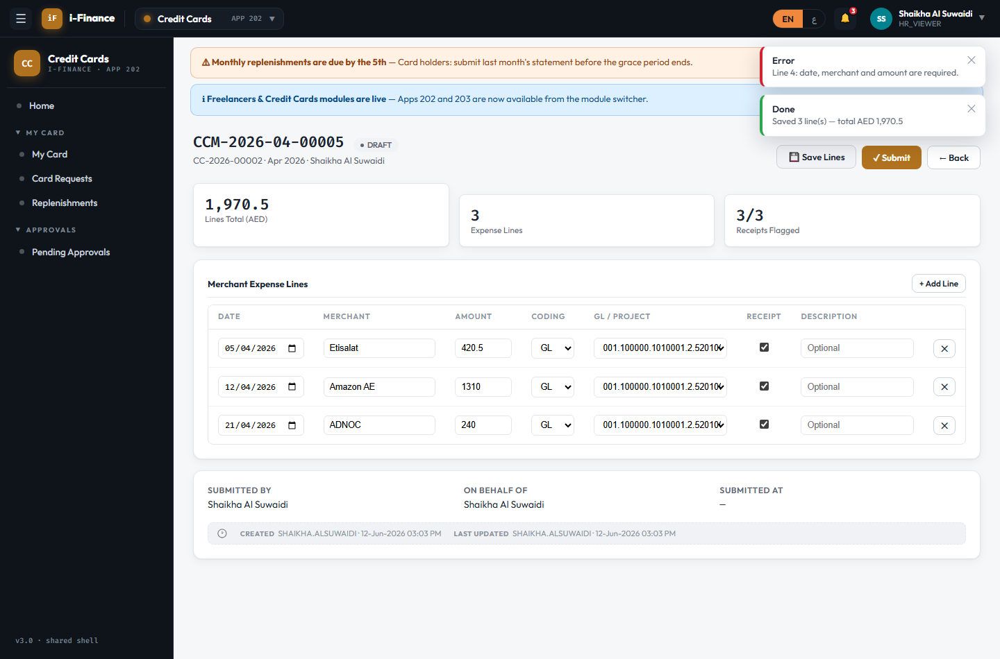 ☰ iF i-Finance Credit Cards APP 202 ▼ EN ع 3 SS Shaikha Al Suwaidi ▼
HR_VIEWER
CC Credit Cards
I-FINANCE · APP 202
Home
▼ MY CARD
My Card
Card Requests
Replenishments
▼ APPROVALS
Pending Approvals
v3.0 · shared shell
⚠ Monthly replenishments are due by the 5th — Card holders: submit last month's statement before the grace period ends.
ℹ Freelancers & Credit Cards modules are live — Apps 202 and 203 are now available from the module switcher.
Error
Line 4: date, merchant and amount are required.
Done
Saved 3 line(s) — total AED 1,970.5
CCM-2026-04-00005 • DRAFT
CC-2026-00002 · Apr 2026 · Shaikha Al Suwaidi
💾 Save Lines ✓ Submit ← Back
1,970.5
Lines Total (AED)
3
Expense Lines
3/3
Receipts Flagged
Merchant Expense Lines + Add Line
DATE MERCHANT AMOUNT CODING GL / PROJECT RECEIPT DESCRIPTION
05/04/2026 Etisalat 420.5 GL 001.100000.1010001.2.52010 Optional ✕
12/04/2026 Amazon AE 1310 GL 001.100000.1010001.2.52010 Optional ✕
21/04/2026 ADNOC 240 GL 001.100000.1010001.2.52010 Optional ✕
SUBMITTED BY ON BEHALF OF SUBMITTED AT
Shaikha Al Suwaidi Shaikha Al Suwaidi —
CREATED SHAIKHA.ALSUWAIDI · 12-Jun-2026 03:03 PM LAST UPDATED SHAIKHA.ALSUWAIDI · 12-Jun-2026 03:03 PM